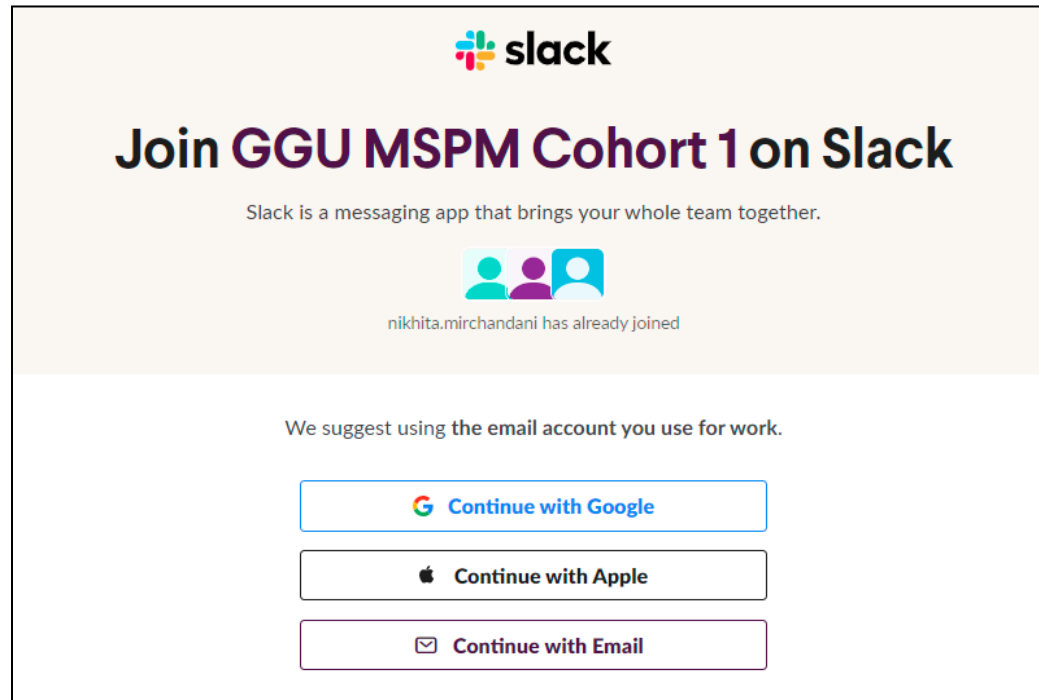 slack
Join GGU MSPM Cohort 1 on Slack
Slack is a messaging app that brings your whole team together.
nikhita.mirchandani has already joined
We suggest using the email account you use for work.
Continue with Google
Continue with Apple
Continue with Email